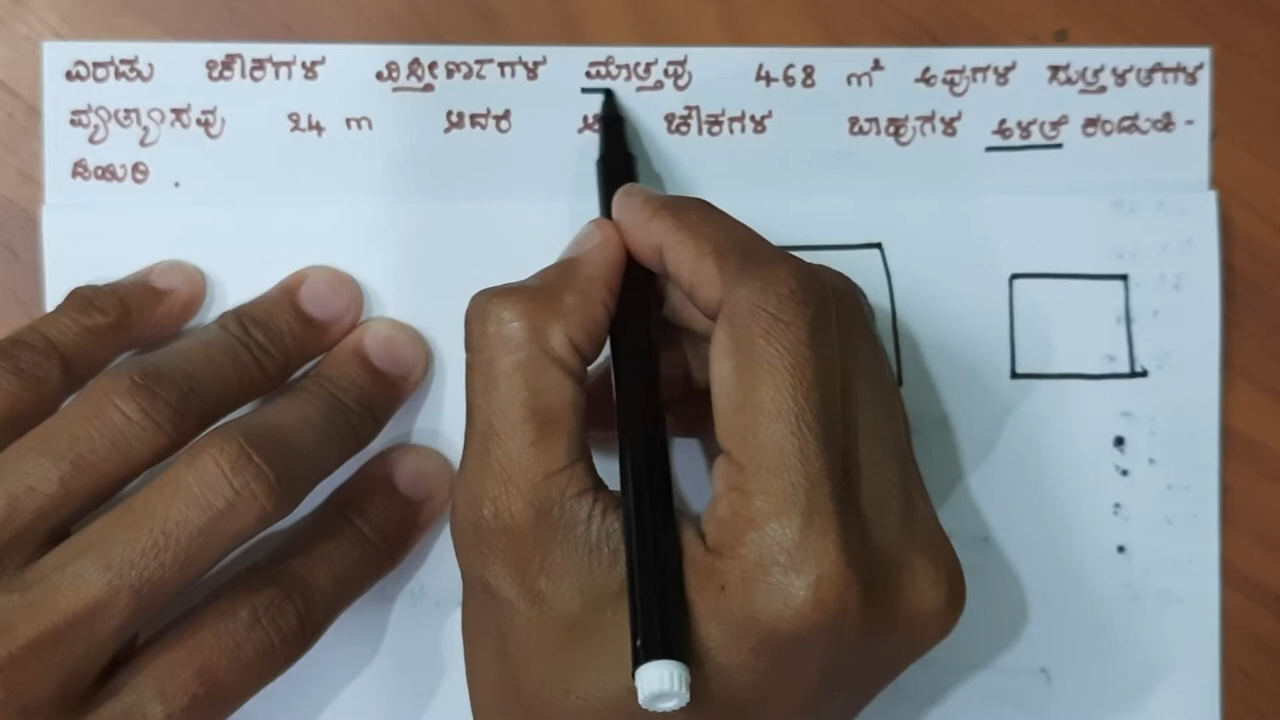 ಎರಡು ಚೌಕಗಳ ವಿಸ್ತೀರ್ಣಗಳ ಮೊತ್ತವು 468 m² ಅವುಗಳ ಸುತ್ತಳತೆಗಳ
ವ್ಯತ್ಯಾಸವು 24 m ಆದರೆ ಆ ಚೌಕಗಳ ಬಾಹುಗಳ ಅಳತೆ ಕಂಡುಹಿ-
ಡಿಯಿರಿ .